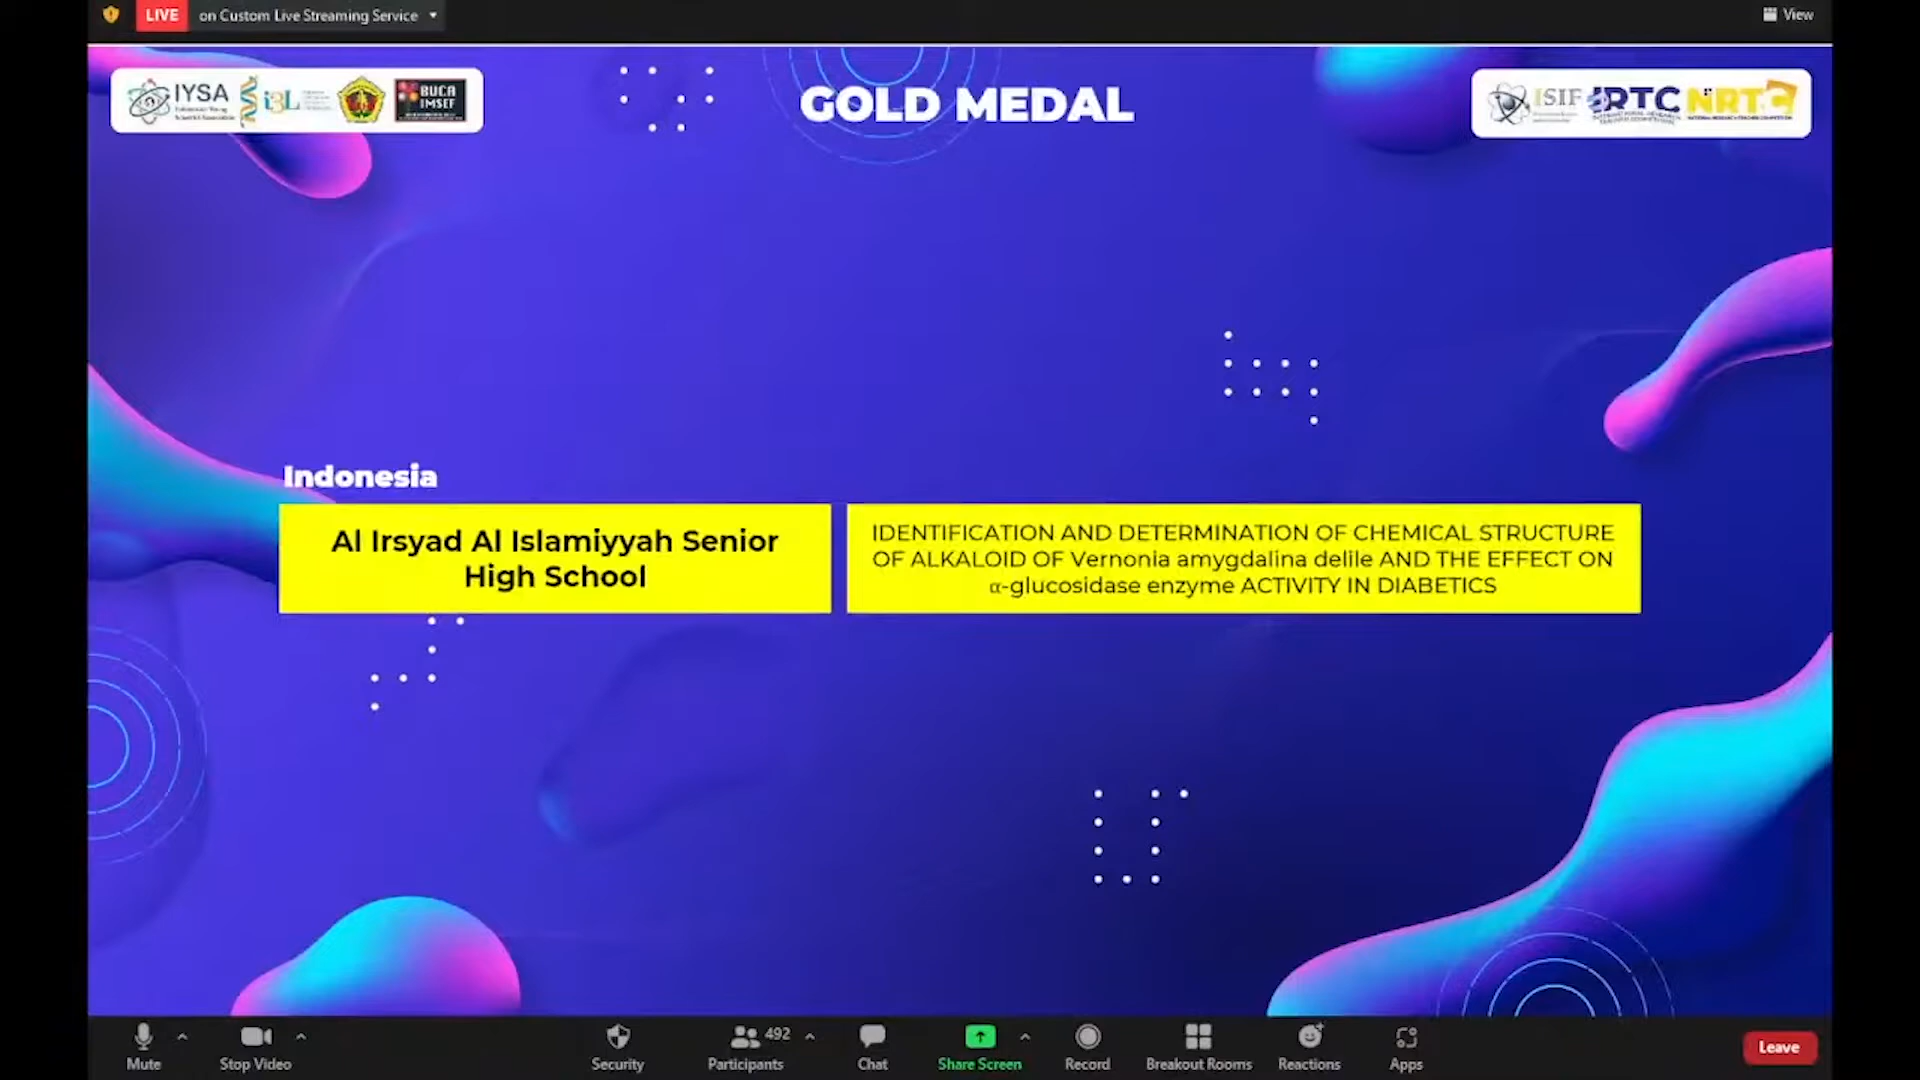 LIVE on Custom Live Streaming Service
View
IYSA
i3L
BUCA
IMSEF
GOLD MEDAL
ISIF
IRTC
NRTC
Indonesia
Al Irsyad Al Islamiyyah Senior
High School
IDENTIFICATION AND DETERMINATION OF CHEMICAL STRUCTURE
OF ALKALOID OF Vernonia amygdalina delile AND THE EFFECT ON
α-glucosidase enzyme ACTIVITY IN DIABETICS
492
Mute
Stop Video
Security
Participants
Chat
Share Screen
Record
Breakout Rooms
Reactions
Apps
Leave